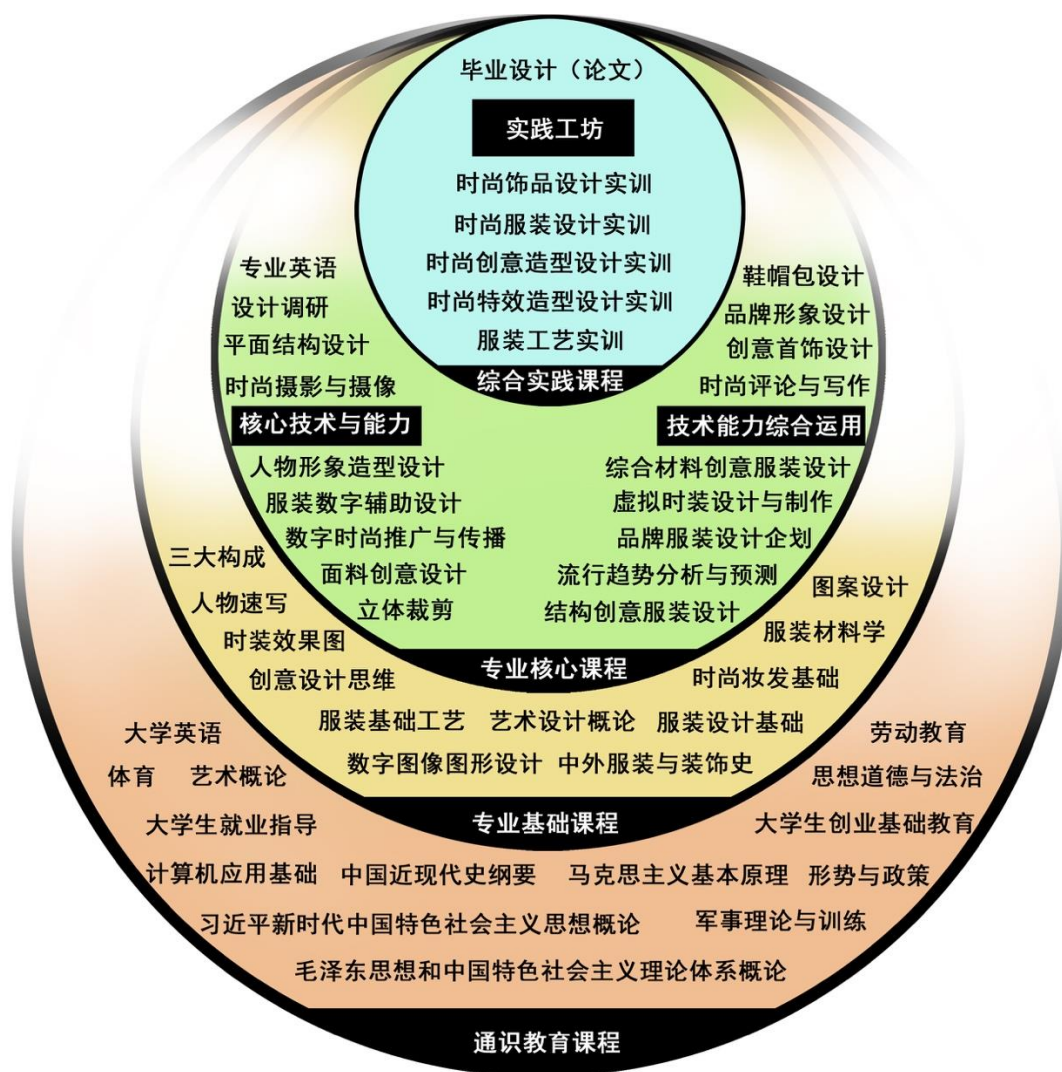 毕业设计（论文）
实践工坊
时尚饰品设计实训
时尚服装设计实训
时尚创意造型设计实训
时尚特效造型设计实训
服装工艺实训
综合实践课程
专业英语
设计调研
平面结构设计
时尚摄影与摄像
核心技术与能力
人物形象造型设计
服装数字辅助设计
数字时尚推广与传播
面料创意设计
立体裁剪
鞋帽包设计
品牌形象设计
创意首饰设计
时尚评论与写作
技术能力综合运用
综合材料创意服装设计
虚拟时装设计与制作
品牌服装设计企划
流行趋势分析与预测
结构创意服装设计
专业核心课程
三大构成
人物速写
时装效果图
创意设计思维
图案设计
服装材料学
时尚妆发基础
服装基础工艺 艺术设计概论 服装设计基础
数字图像图形设计 中外服装与装饰史
专业基础课程
大学英语
体育 艺术概论
大学生就业指导
劳动教育
思想道德与法治
大学生创业基础教育
计算机应用基础 中国近现代史纲要 马克思主义基本原理 形势与政策
习近平新时代中国特色社会主义思想概论 军事理论与训练
毛泽东思想和中国特色社会主义理论体系概论
通识教育课程